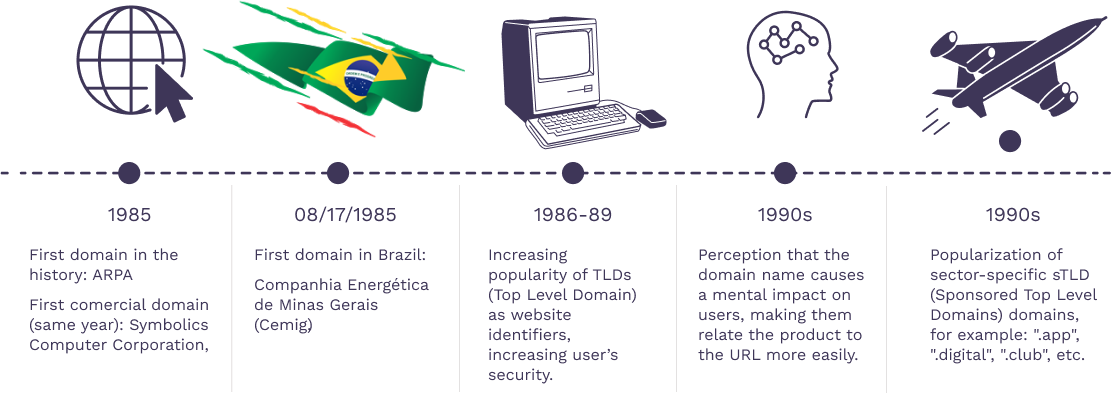 1985
First domain in the
history: ARPA
First comercial domain
(same year): Symbolics
Computer Corporation,
08/17/1985
First domain in Brazil:
Companhia Energética
de Minas Gerais
(Cemig)
1986-89
Increasing
popularity of TLDs
(Top Level Domain)
as website
identifiers,
increasing user’s
security.
1990s
Perception that the
domain name causes
a mental impact on
users, making them
relate the product to
the URL more easily.
1990s
Popularization of
sector-specific sTLD
(Sponsored Top Level
Domains) domains,
for example: ".app",
".digital", ".club", etc.